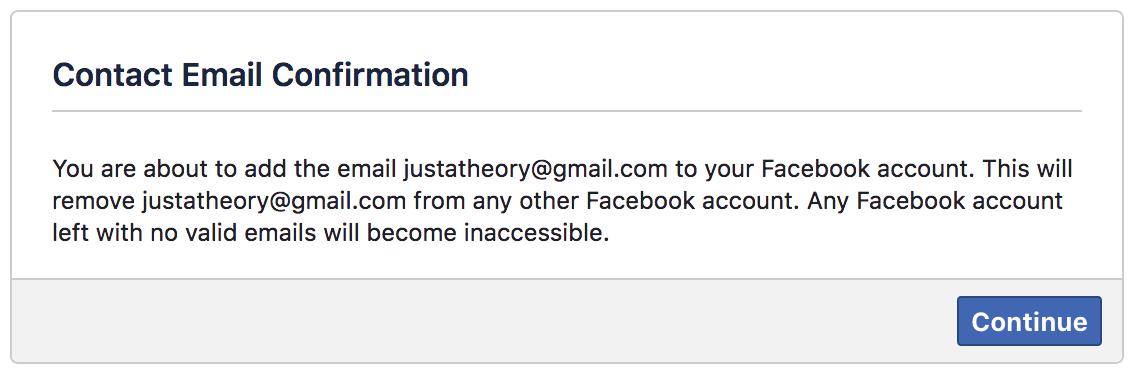 Contact Email Confirmation
You are about to add the email justatheory@gmail.com to your Facebook account. This will
remove justatheory@gmail.com from any other Facebook account. Any Facebook account
left with no valid emails will become inaccessible.
Continue